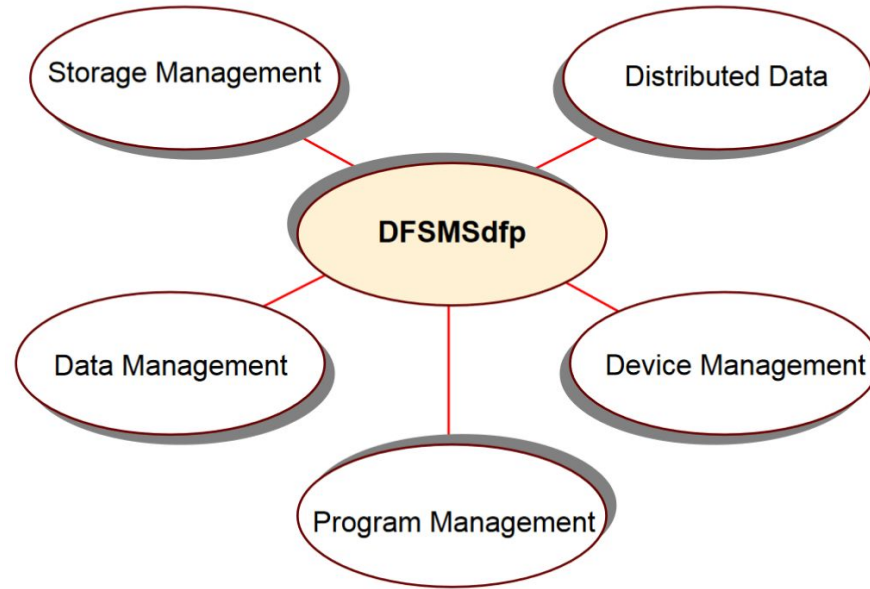 Storage Management
Distributed Data
DFSMSdfp
Data Management
Device Management
Program Management